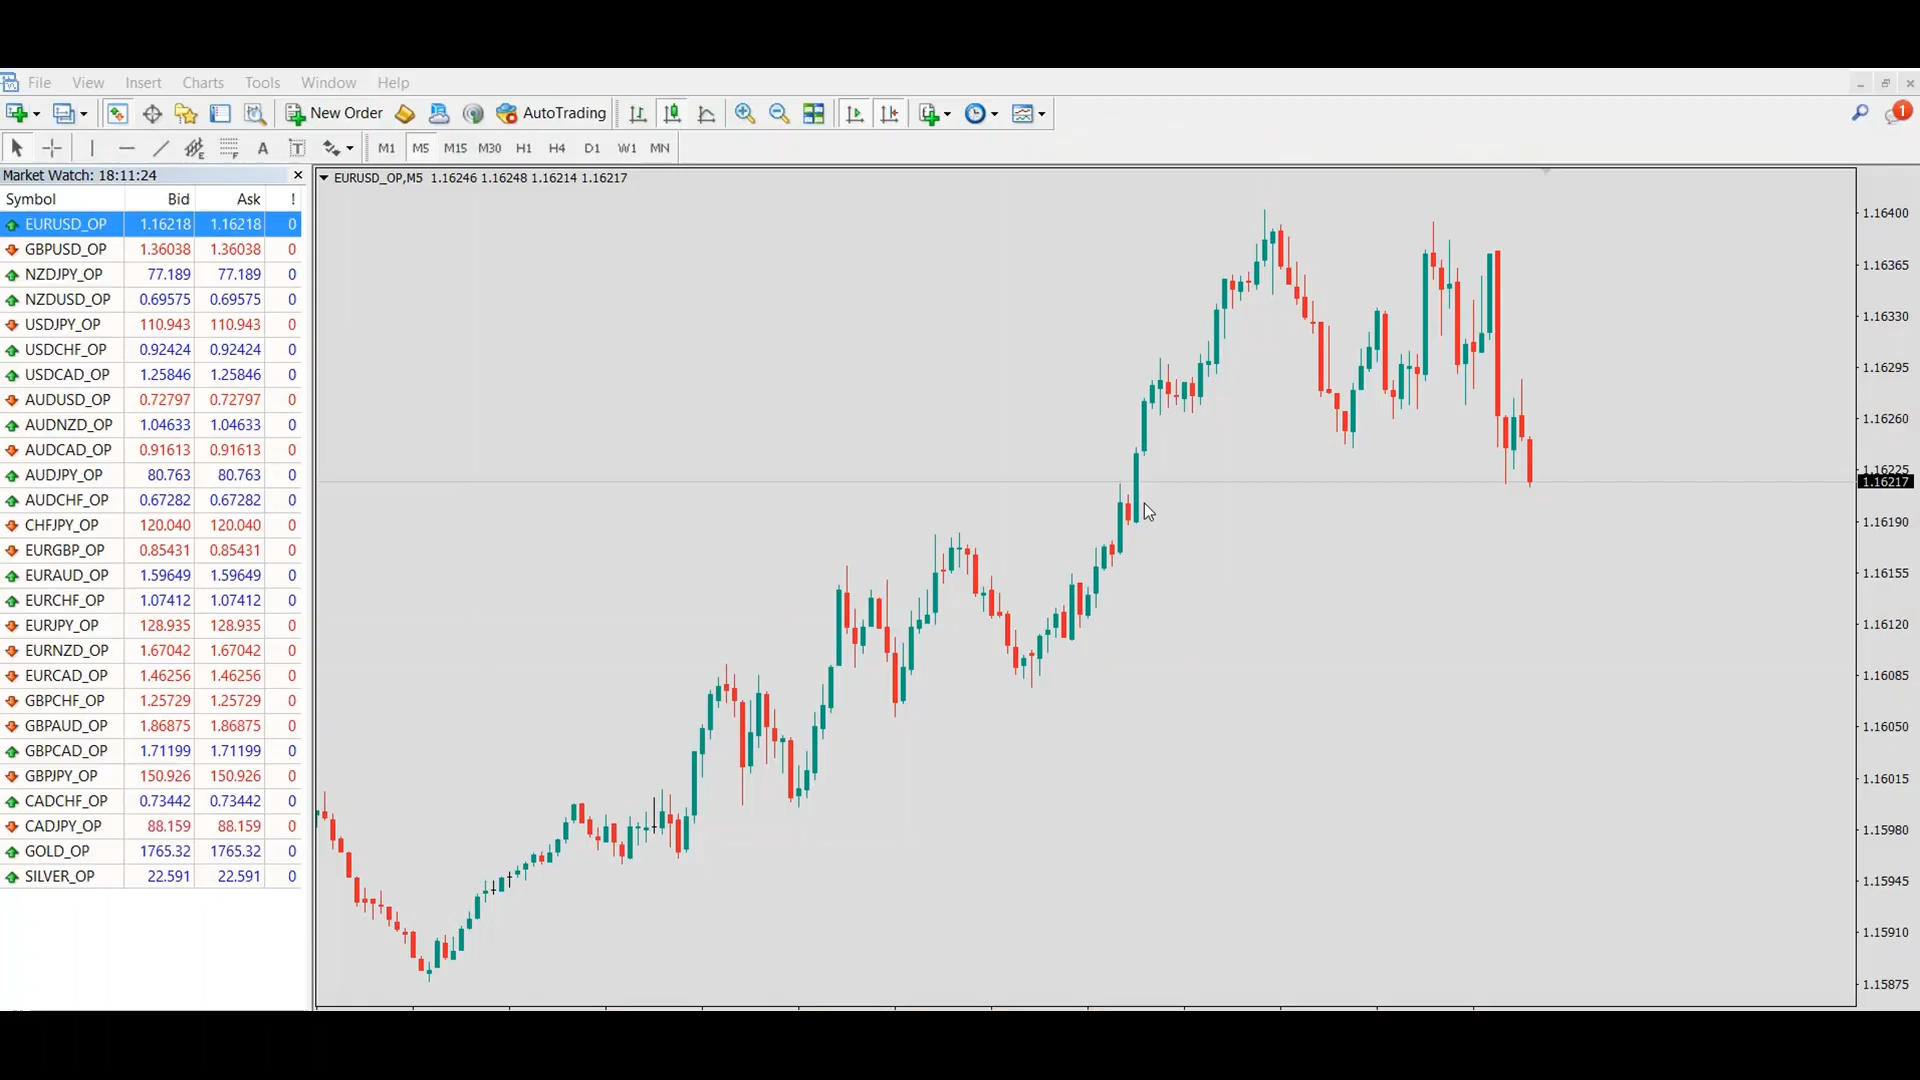 File View Insert Charts Tools Window Help
New Order AutoTrading 1
A T M1 M5 M15 M30 H1 H4 D1 W1 MN
Market Watch: 18:11:24
Symbol Bid Ask !
EURUSD_OP 1.16218 1.16218 0
GBPUSD_OP 1.36038 1.36038 0
NZDJPY_OP 77.189 77.189 0
NZDUSD_OP 0.69575 0.69575 0
USDJPY_OP 110.943 110.943 0
USDCHF_OP 0.92424 0.92424 0
USDCAD_OP 1.25846 1.25846 0
AUDUSD_OP 0.72797 0.72797 0
AUDNZD_OP 1.04633 1.04633 0
AUDCAD_OP 0.91613 0.91613 0
AUDJPY_OP 80.763 80.763 0
AUDCHF_OP 0.67282 0.67282 0
CHFJPY_OP 120.040 120.040 0
EURGBP_OP 0.85431 0.85431 0
EURAUD_OP 1.59649 1.59649 0
EURCHF_OP 1.07412 1.07412 0
EURJPY_OP 128.935 128.935 0
EURNZD_OP 1.67042 1.67042 0
EURCAD_OP 1.46256 1.46256 0
GBPCHF_OP 1.25729 1.25729 0
GBPAUD_OP 1.86875 1.86875 0
GBPCAD_OP 1.71199 1.71199 0
GBPJPY_OP 150.926 150.926 0
CADCHF_OP 0.73442 0.73442 0
CADJPY_OP 88.159 88.159 0
GOLD_OP 1765.32 1765.32 0
SILVER_OP 22.591 22.591 0
EURUSD_OP,M5 1.16246 1.16248 1.16214 1.16217
1.16400
1.16365
1.16330
1.16295
1.16260
1.16225
1.16217
1.16190
1.16155
1.16120
1.16085
1.16050
1.16015
1.15980
1.15945
1.15910
1.15875